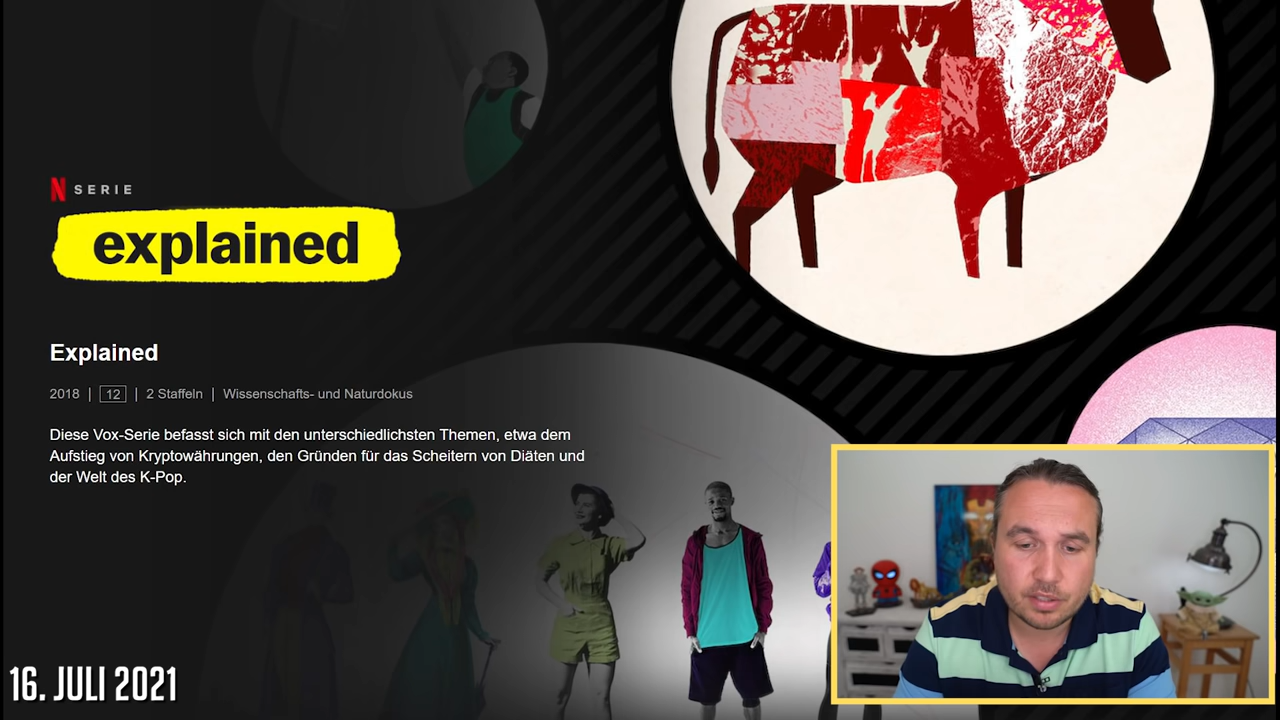 N SERIE
explained
Explained
2018 | 12 | 2 Staffeln | Wissenschafts- und Naturdokus
Diese Vox-Serie befasst sich mit den unterschiedlichsten Themen, etwa dem
Aufstieg von Kryptowährungen, den Gründen für das Scheitern von Diäten und
der Welt des K-Pop.
16. JULI 2021